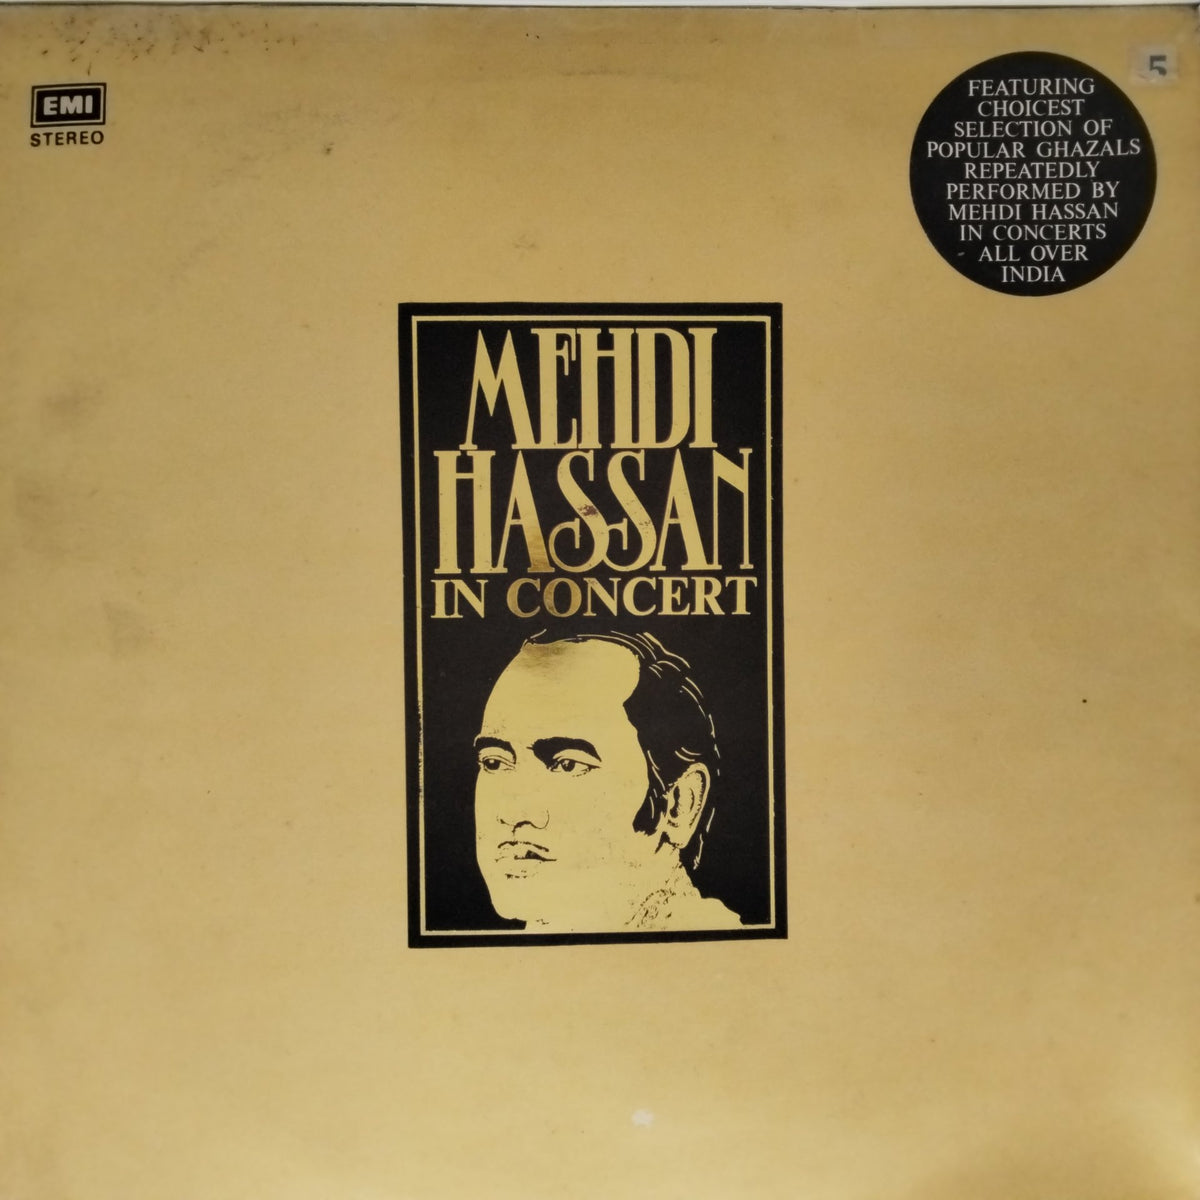 EMI
STEREO
5
FEATURING
CHOICEST
SELECTION OF
POPULAR GHAZALS
REPEATEDLY
PERFORMED BY
MEHDI HASSAN
IN CONCERTS
ALL OVER
INDIA
MEHDI
HASSAN
IN CONCERT